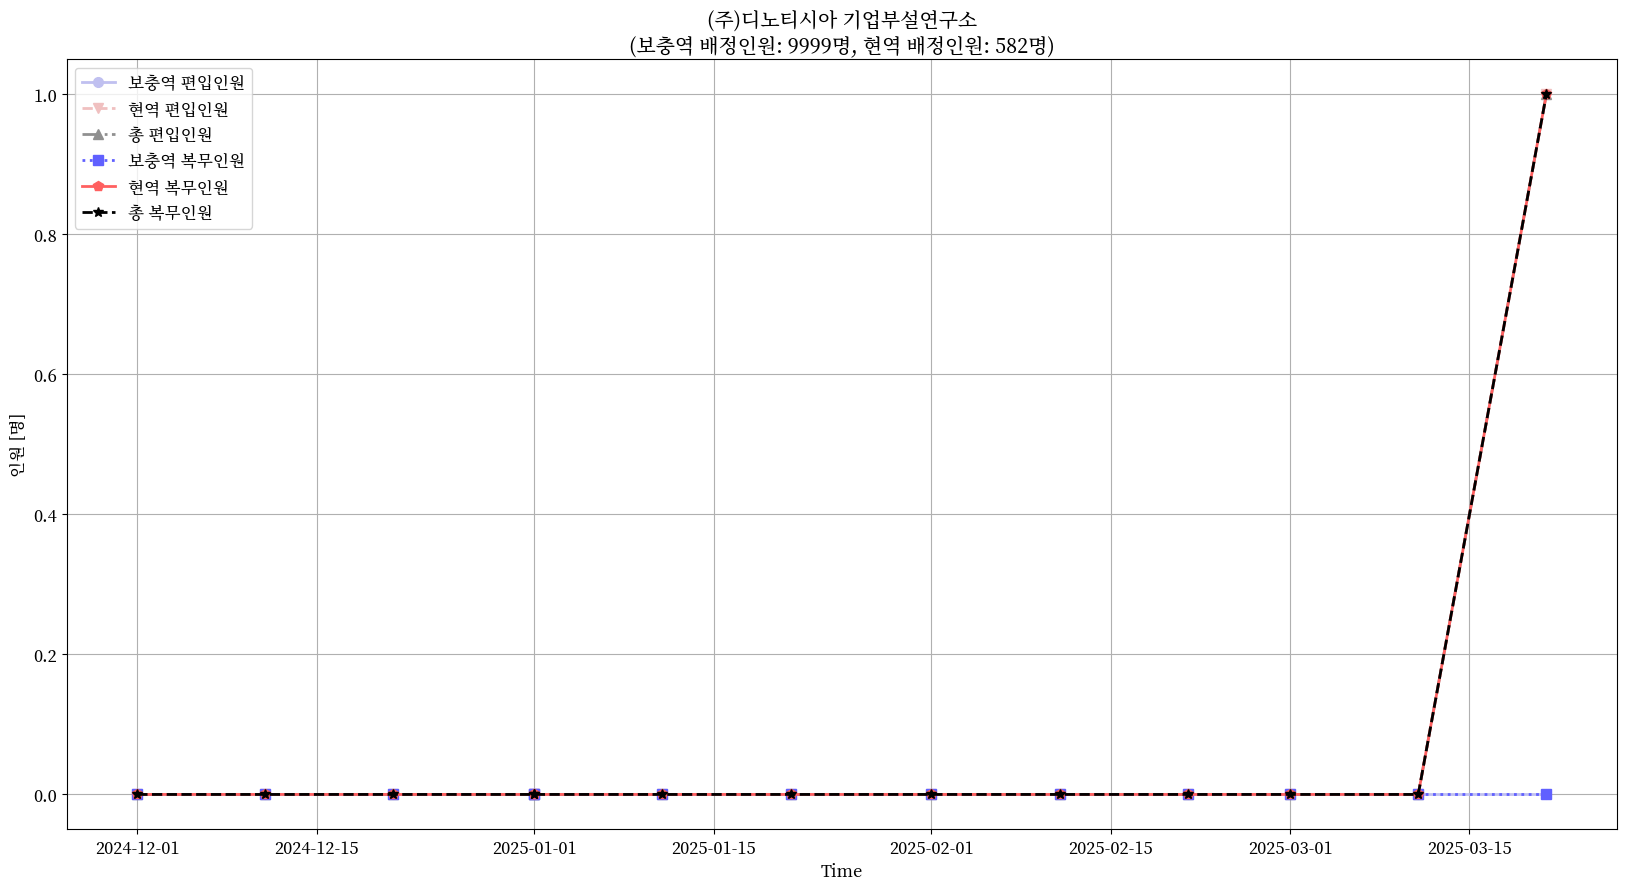 (주)디노티시아 기업부설연구소
(보충역 배정인원: 9999명, 현역 배정인원: 582명)
보충역 편입인원
현역 편입인원
총 편입인원
보충역 복무인원
현역 복무인원
총 복무인원
1.0
0.8
0.6
0.4
0.2
0.0
인원 [명]
2024-12-01
2024-12-15
2025-01-01
2025-01-15
2025-02-01
2025-02-15
2025-03-01
2025-03-15
Time